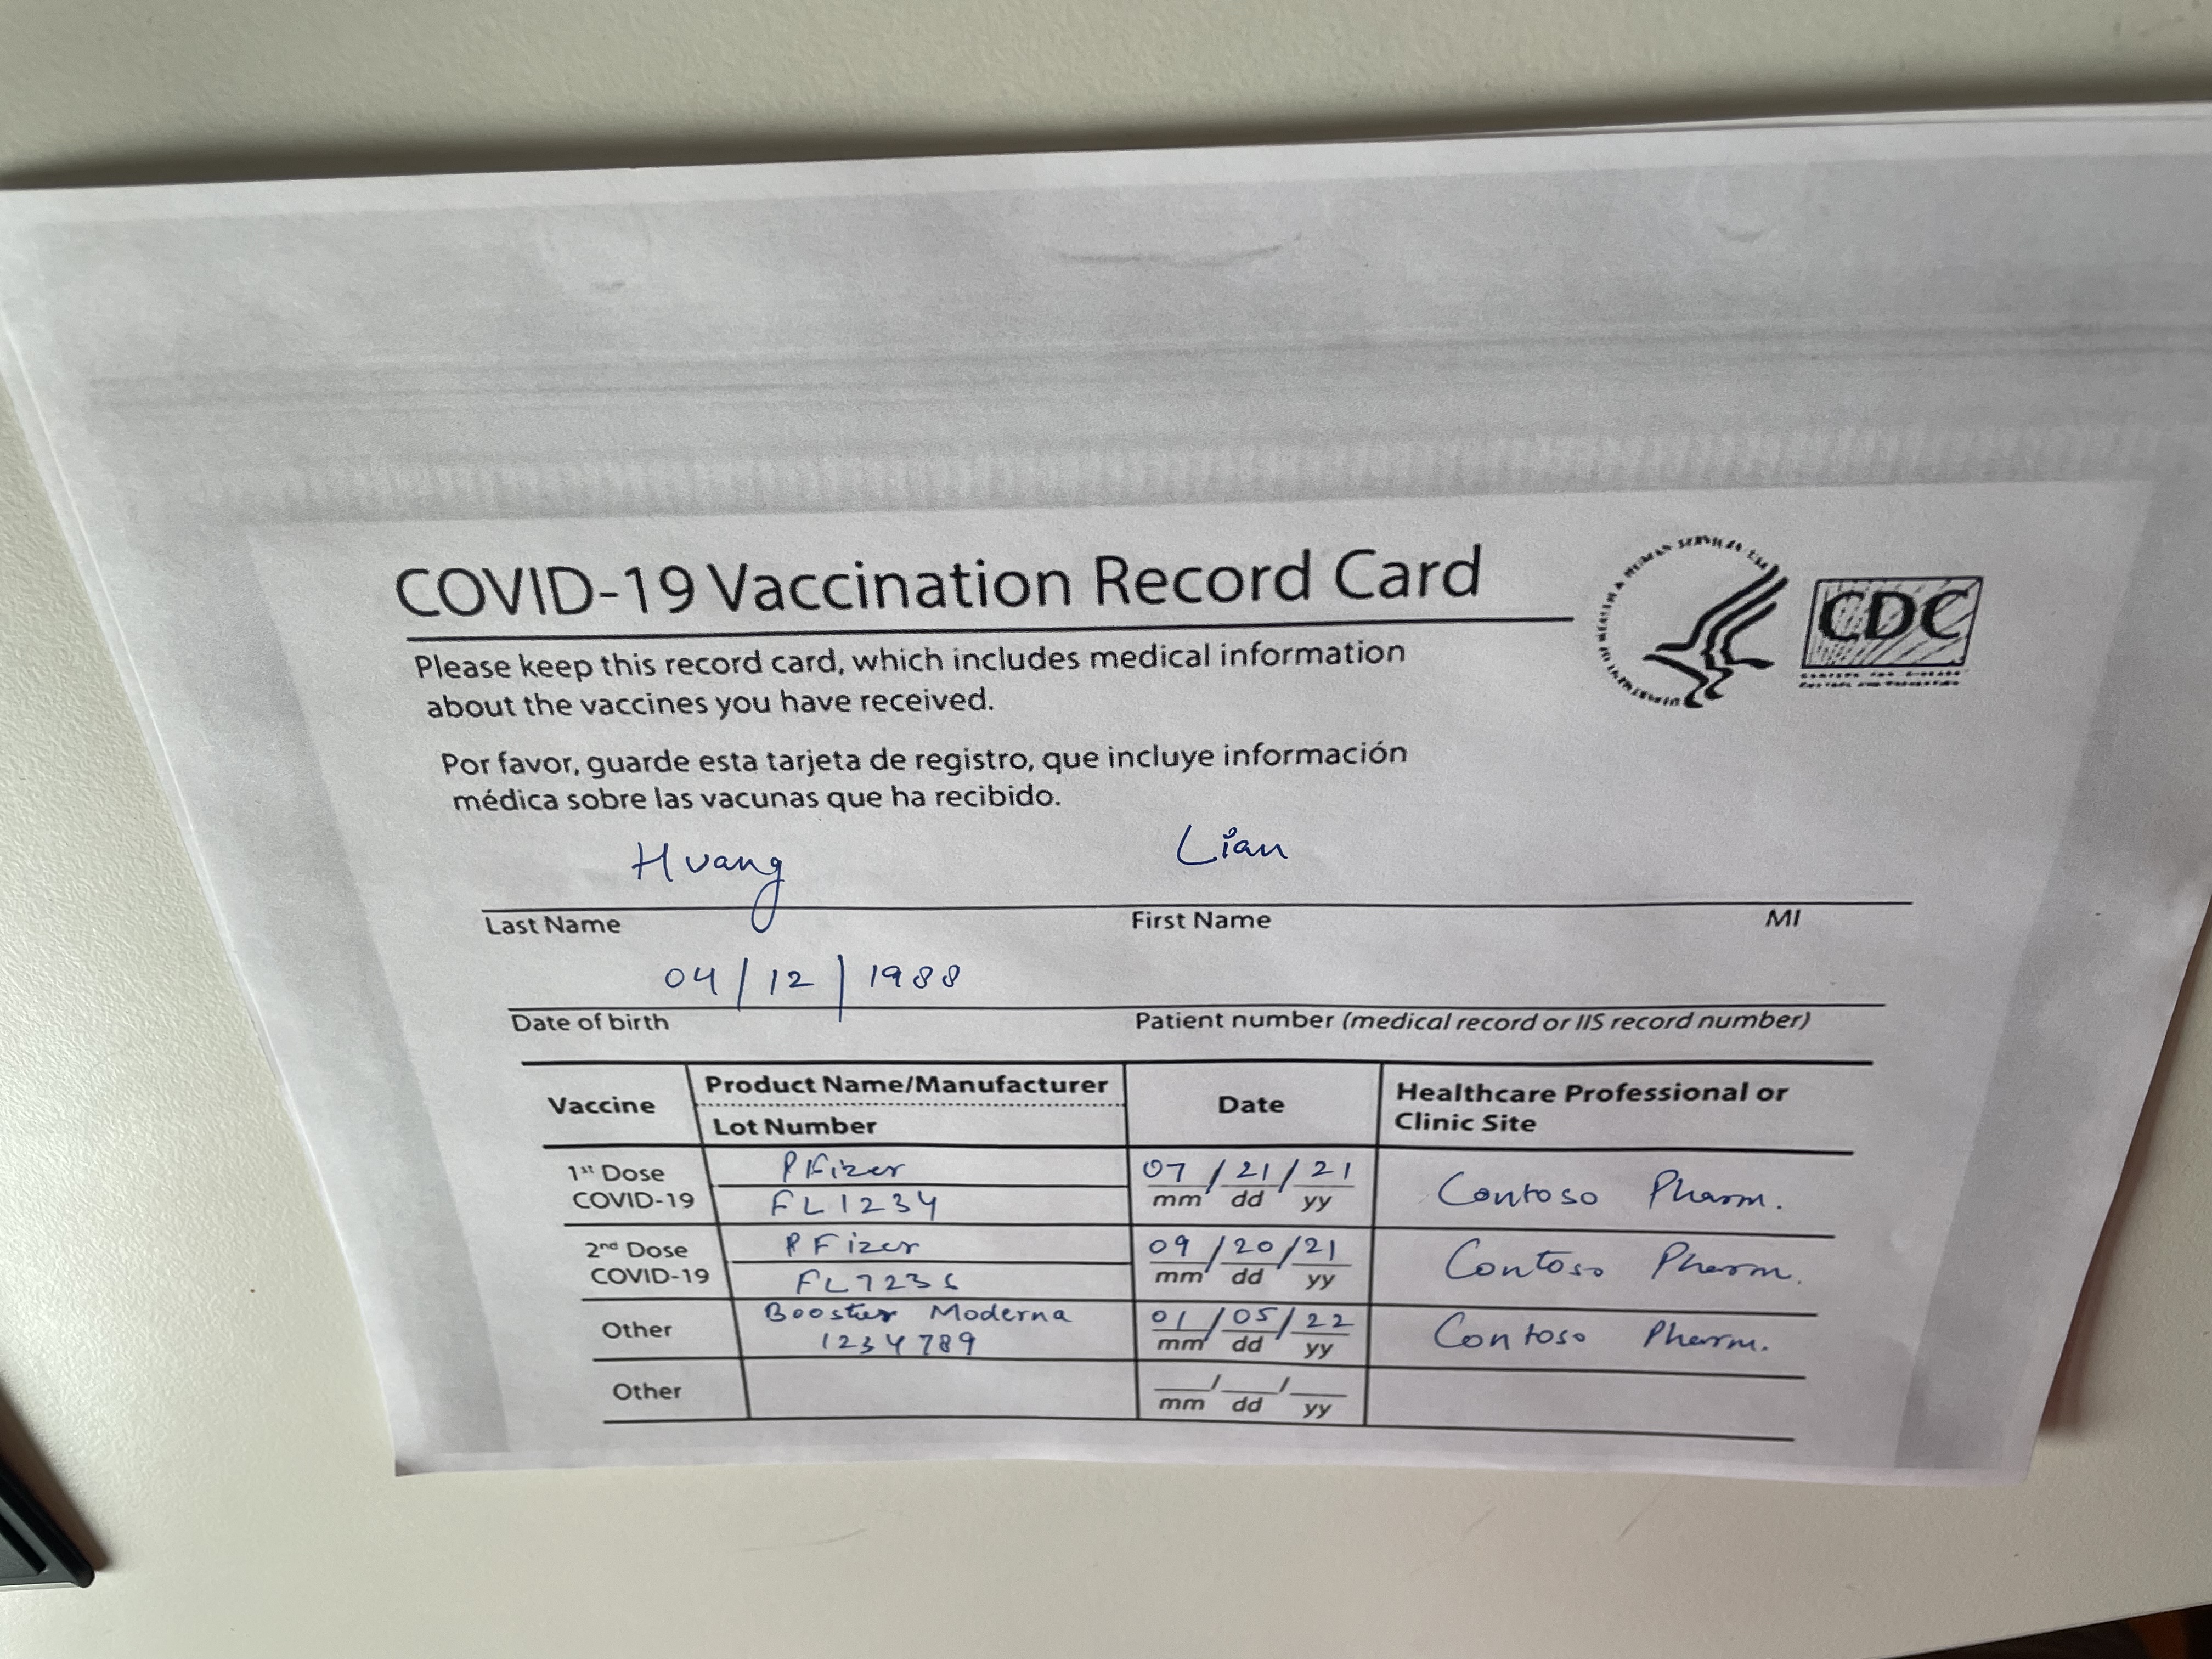 COVID-19 Vaccination Record Card
Please keep this record card, which includes medical information
about the vaccines you have received.
Por favor, guarde esta tarjeta de registro, que incluye información
médica sobre las vacunas que ha recibido.
DEPARTMENT OF HEALTH & HUMAN SERVICES USA
CDC
Huang Lian
Last Name First Name MI
04/12/1988
Date of birth Patient number (medical record or IIS record number)
Vaccine Product Name/Manufacturer Date Healthcare Professional or
Lot Number Clinic Site
1st Dose Pfizer 07/21/21 Contoso Pharm.
COVID-19 FL1234 mm dd yy
2nd Dose PFizer 09/20/21 Contoso Pharm.
COVID-19 mm dd yy
Other Booster Moderna 01/05/22 Contoso Pharm.
1234789 mm dd yy
Other __/__/__
mm dd yy